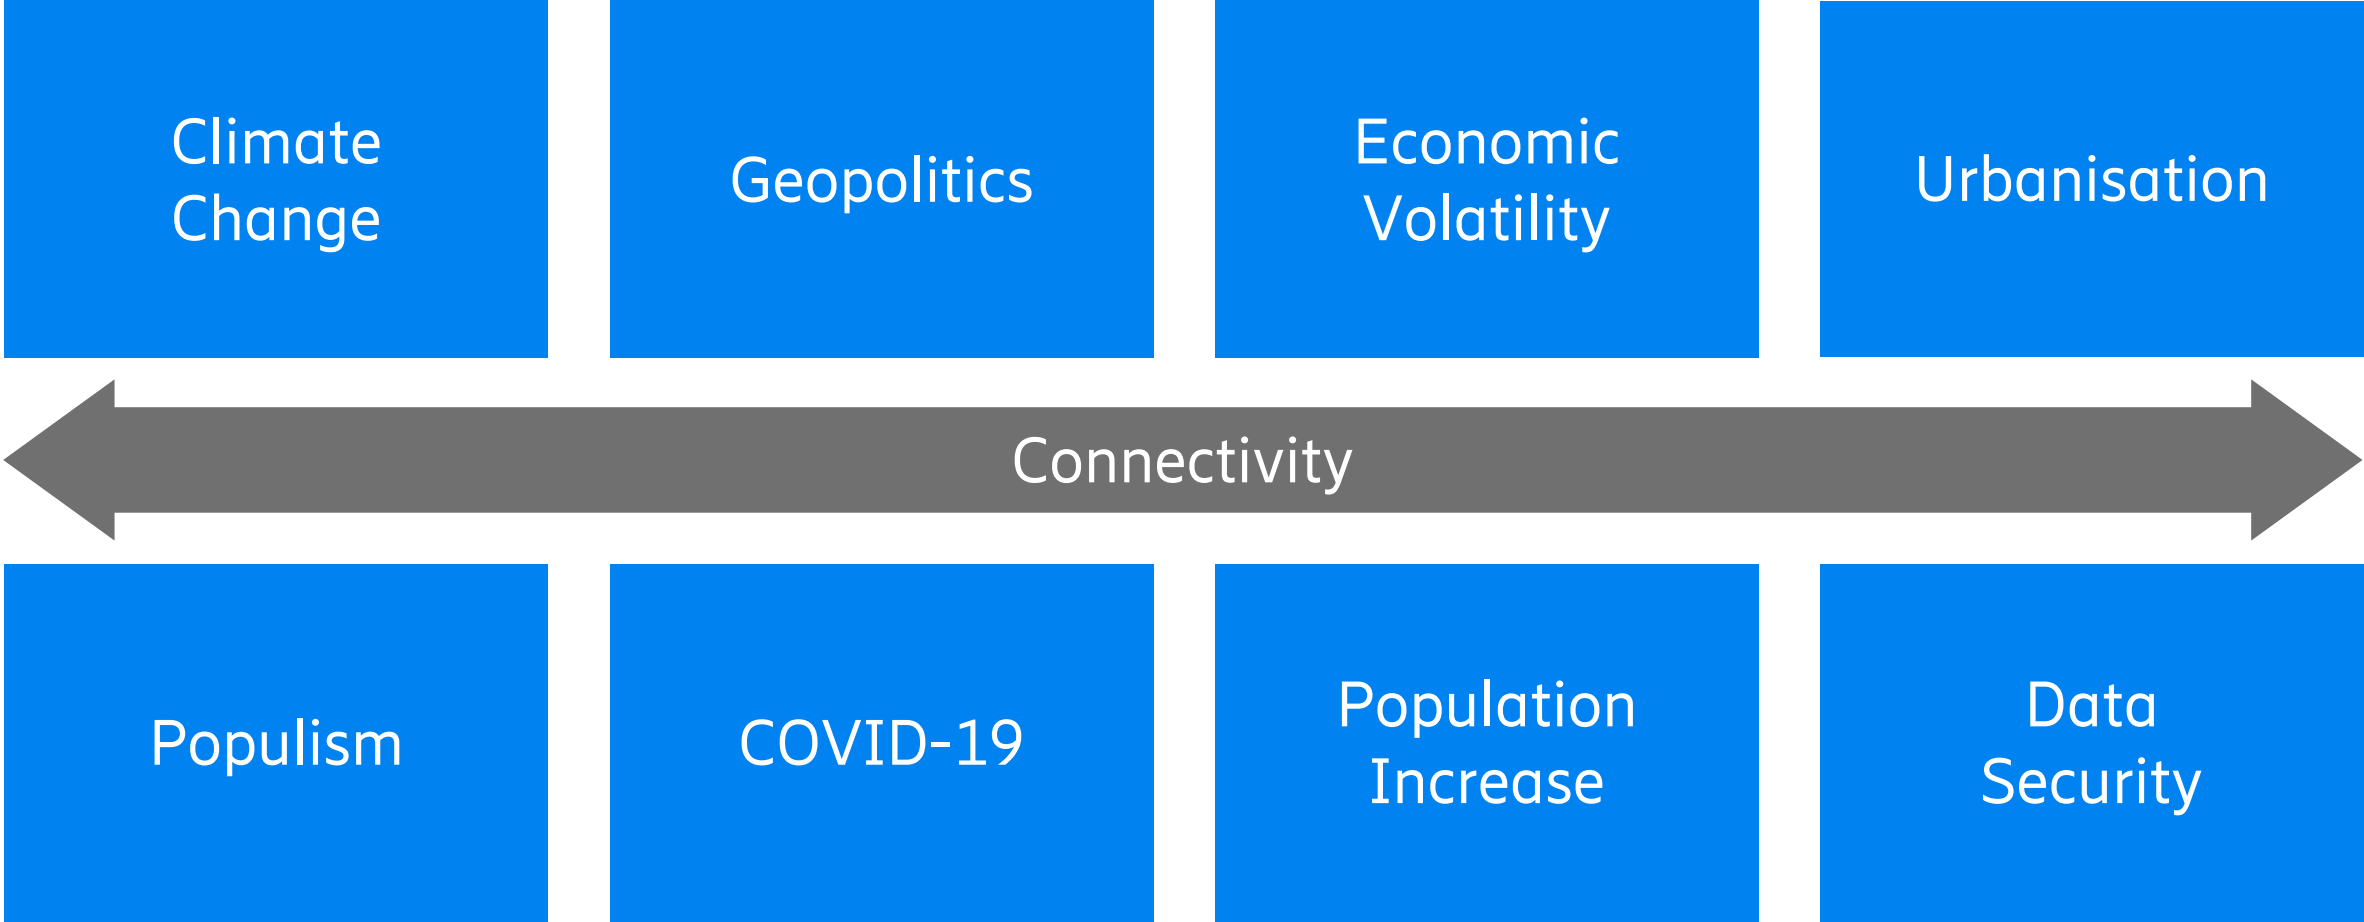 Climate
Change
Geopolitics
Economic
Volatility
Urbanisation
Connectivity
Populism
COVID-19
Population
Increase
Data
Security